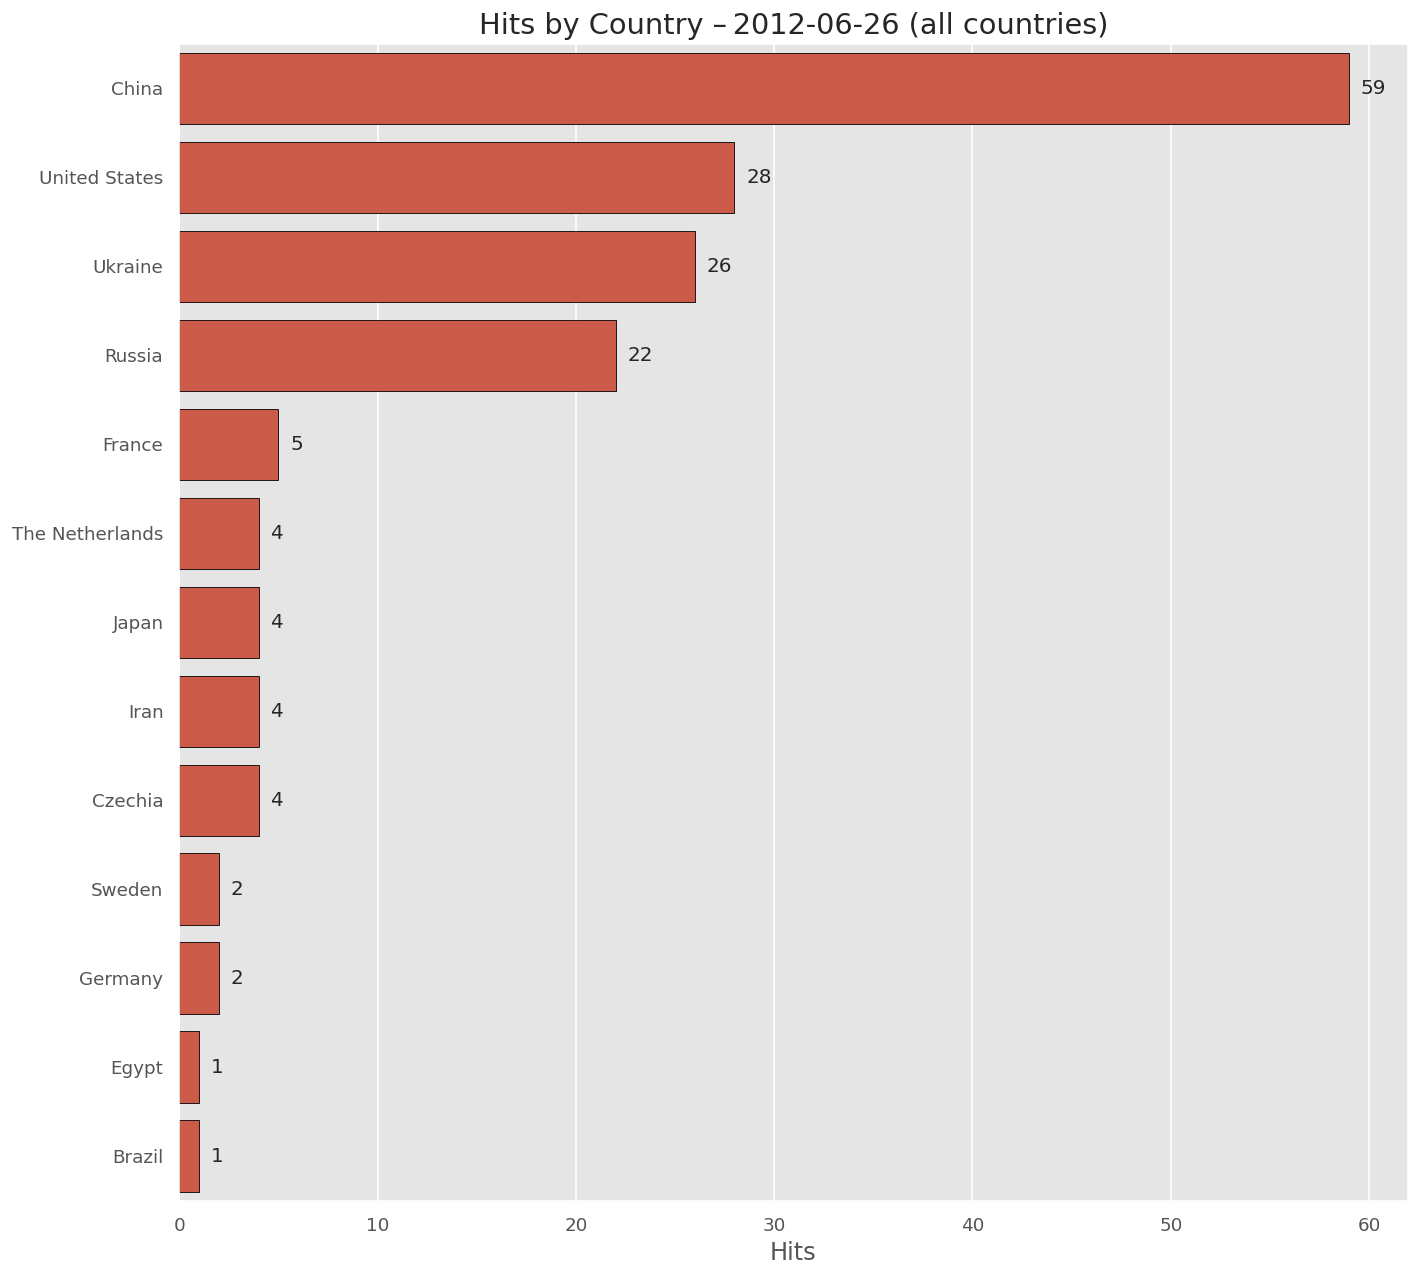 Hits by Country – 2012-06-26 (all countries)
China 59
United States 28
Ukraine 26
Russia 22
France 5
The Netherlands 4
Japan 4
Iran 4
Czechia 4
Sweden 2
Germany 2
Egypt 1
Brazil 1
0 10 20 30 40 50 60
Hits